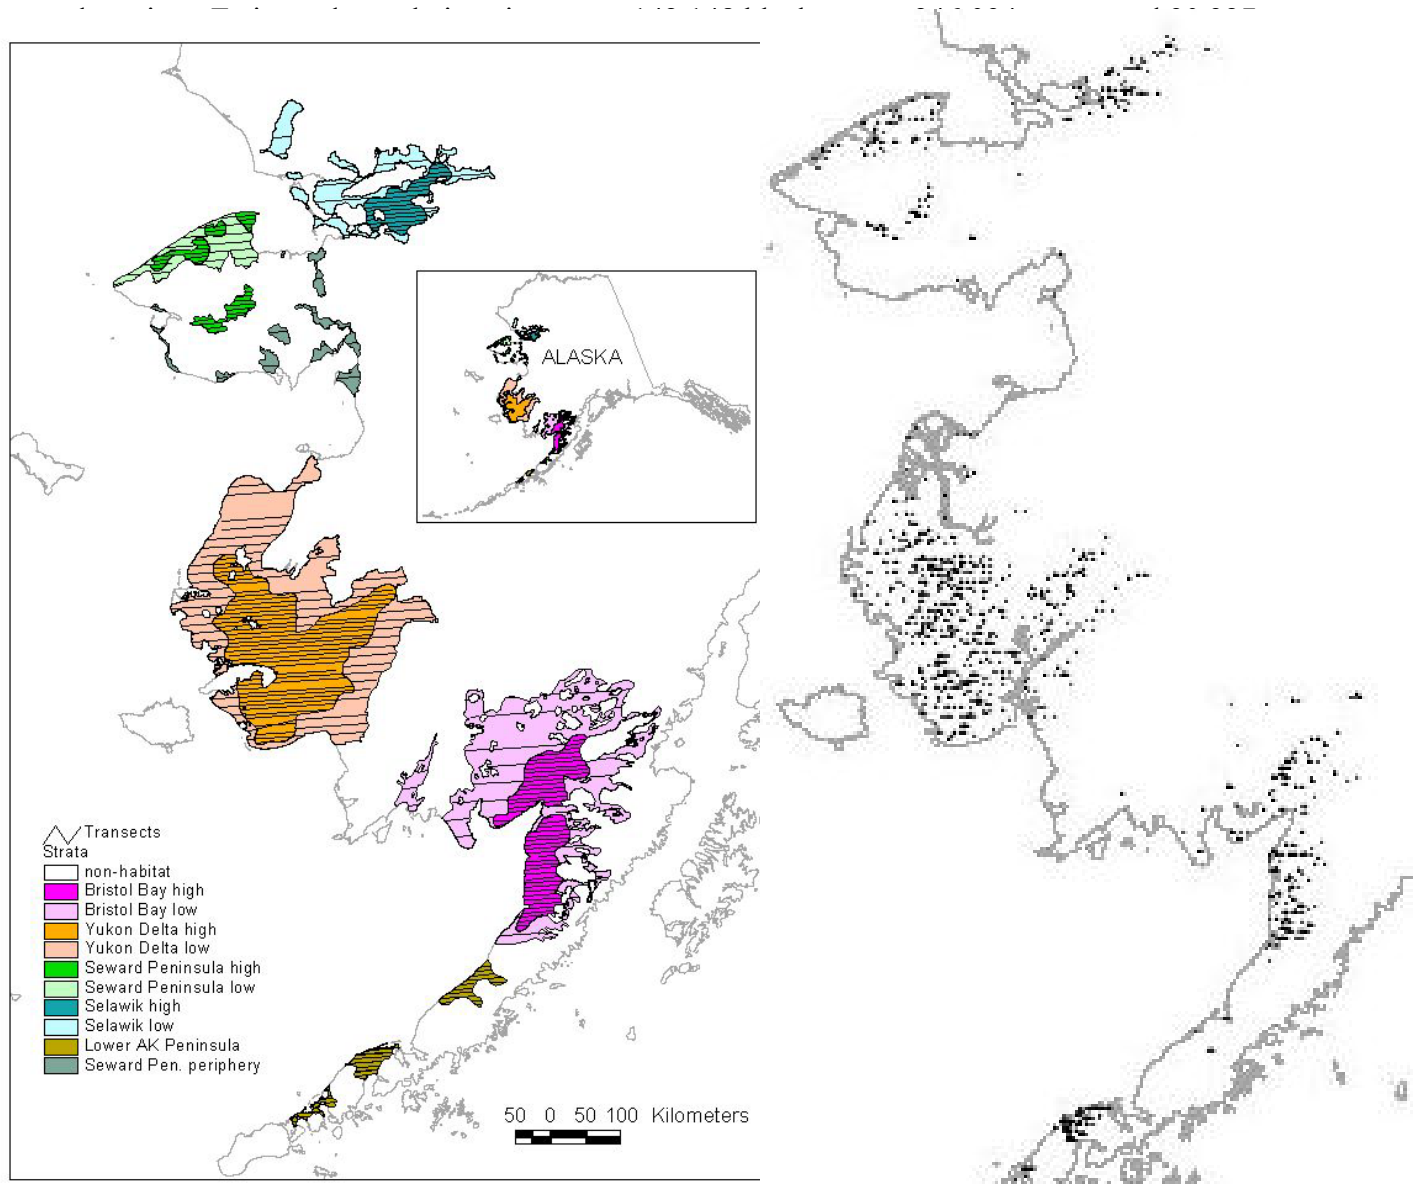 ALASKA
Transects
Strata
non-habitat
Bristol Bay high
Bristol Bay low
Yukon Delta high
Yukon Delta low
Seward Peninsula high
Seward Peninsula low
Selawik high
Selawik low
Lower AK Peninsula
Seward Pen. periphery
50 0 50 100 Kilometers